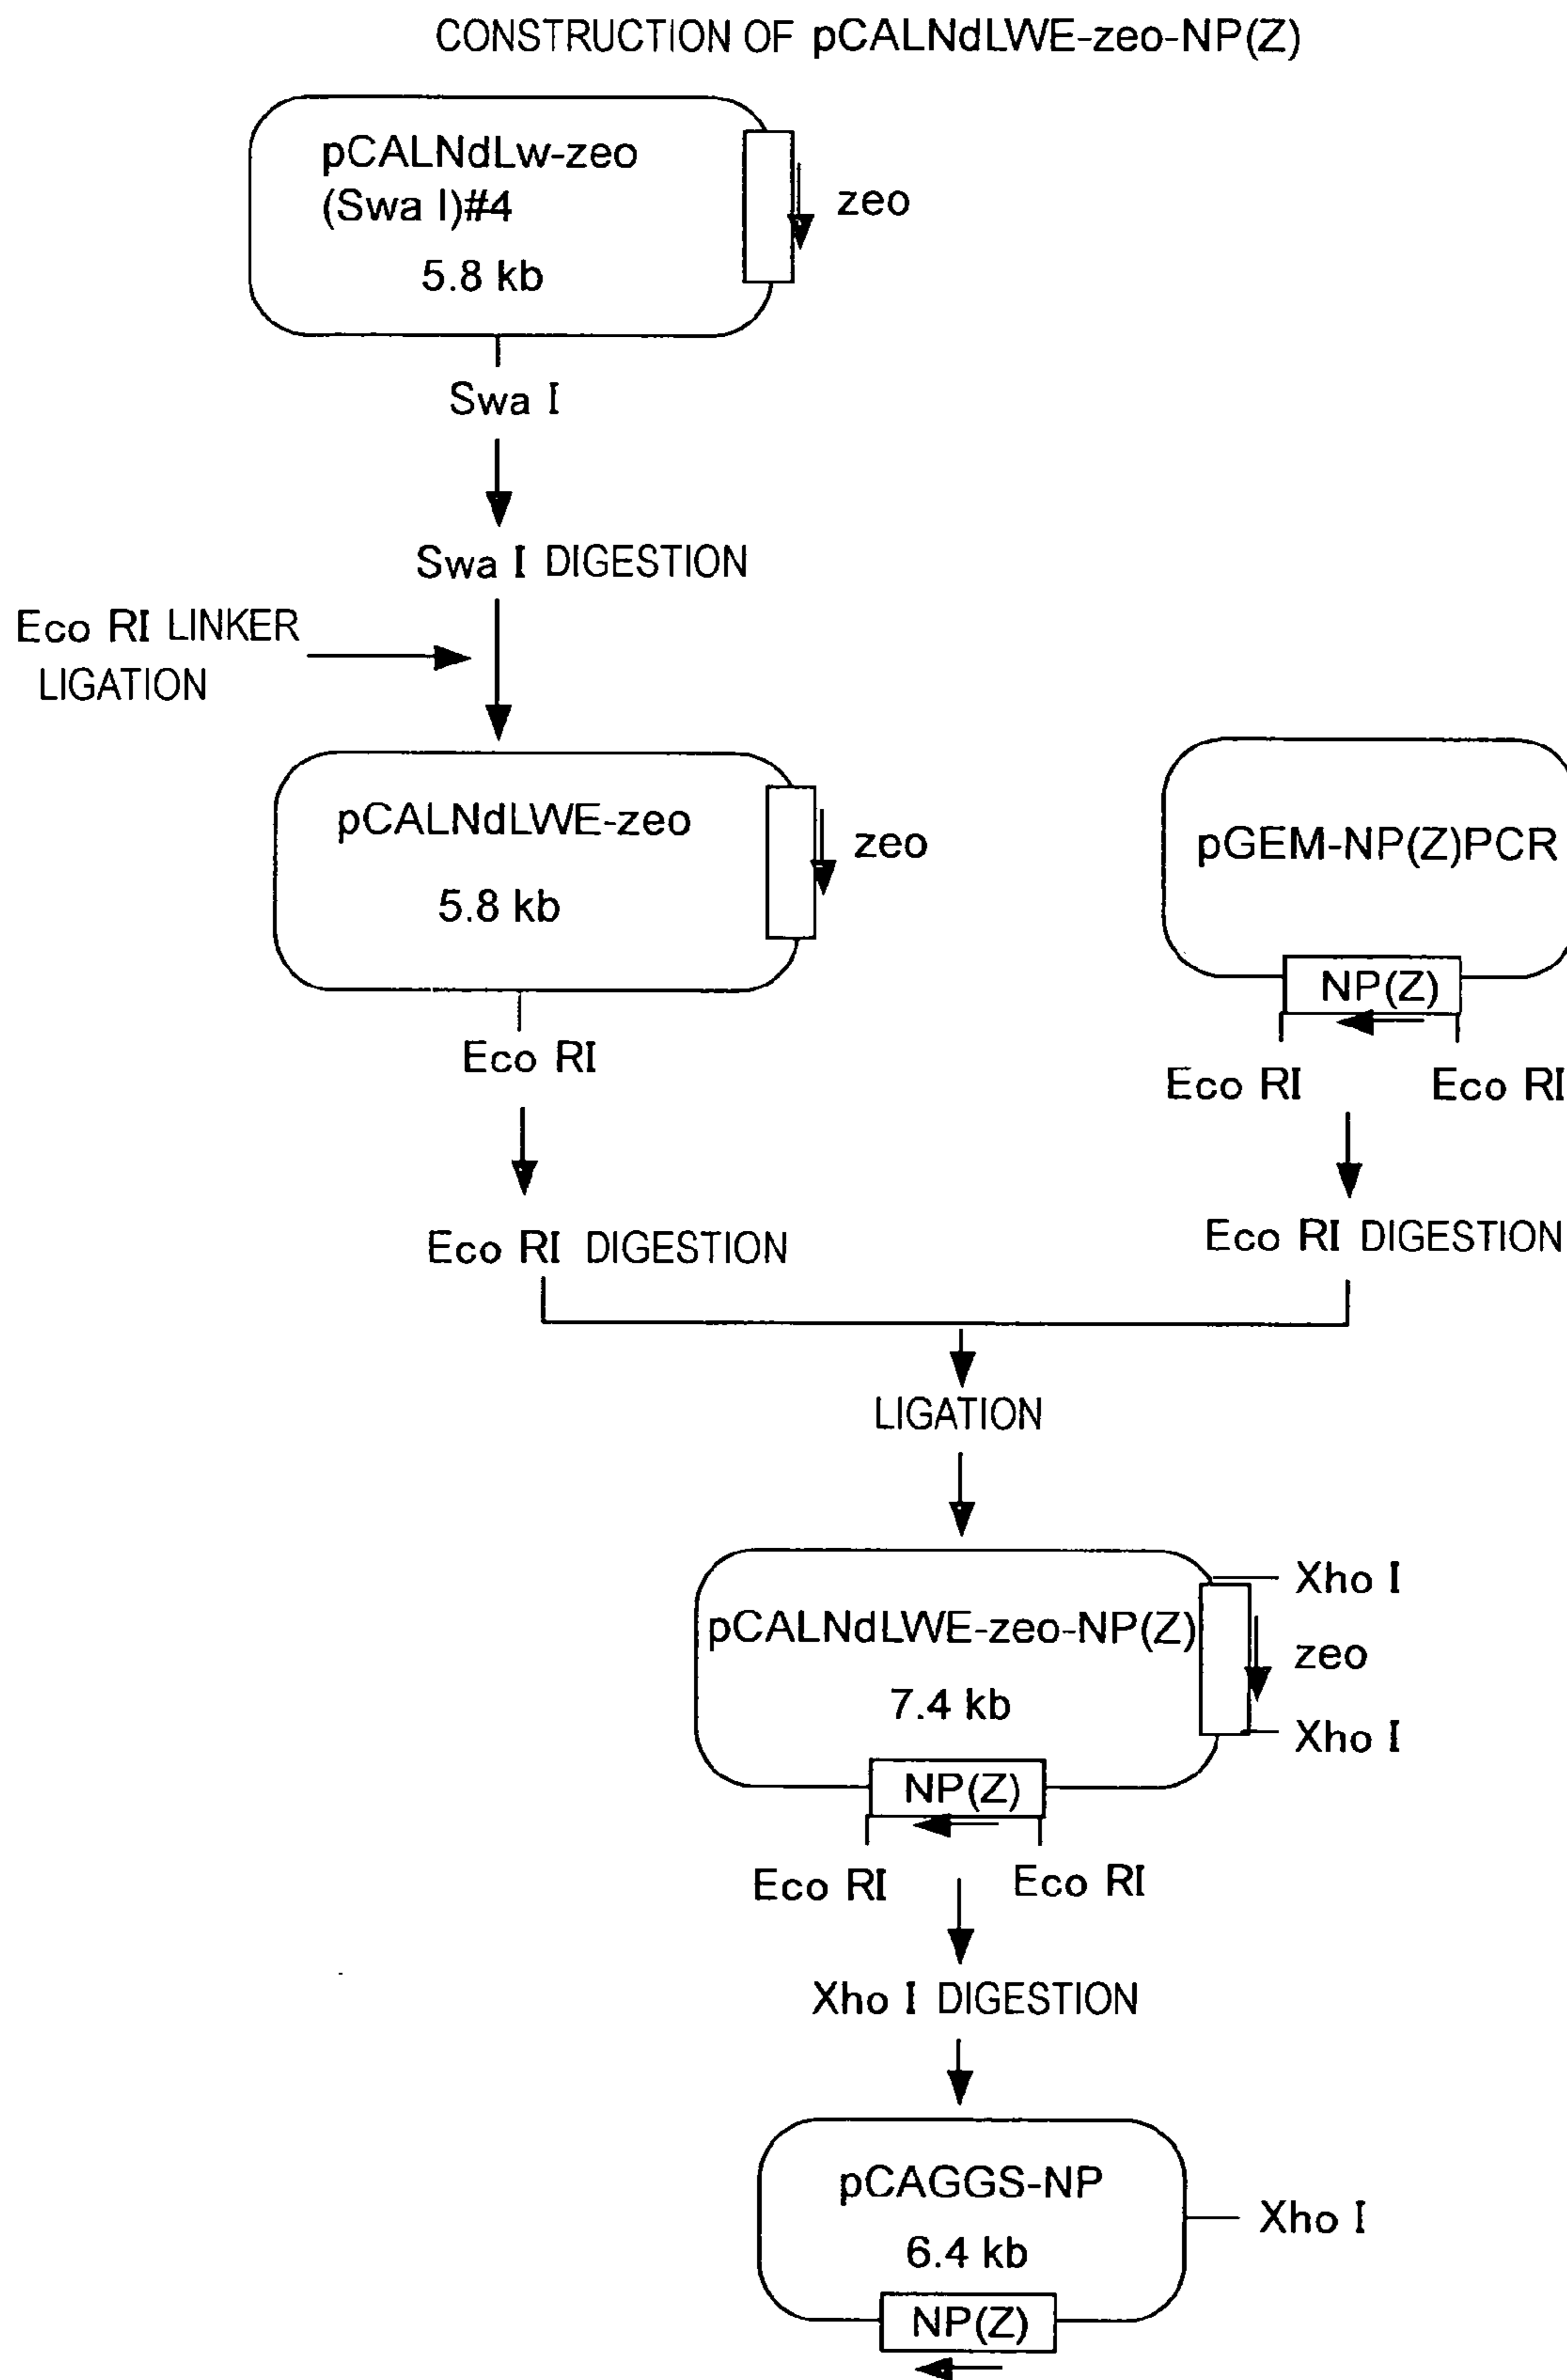 CONSTRUCTION OF pCALNdLWE-zeo-NP(Z)
pCALNdLw-zeo
(Swa I)#4
5.8 kb
zeo
Swa I
Swa I DIGESTION
Eco RI LINKER
LIGATION
pCALNdLWE-zeo
5.8 kb
zeo
Eco RI
Eco RI DIGESTION
pGEM-NP(Z)PCR
NP(Z)
Eco RI
Eco RI
Eco RI DIGESTION
LIGATION
pCALNdLWE-zeo-NP(Z)
7.4 kb
Xho I
zeo
Xho I
NP(Z)
Eco RI
Eco RI
Xho I DIGESTION
pCAGGS-NP
6.4 kb
Xho I
NP(Z)